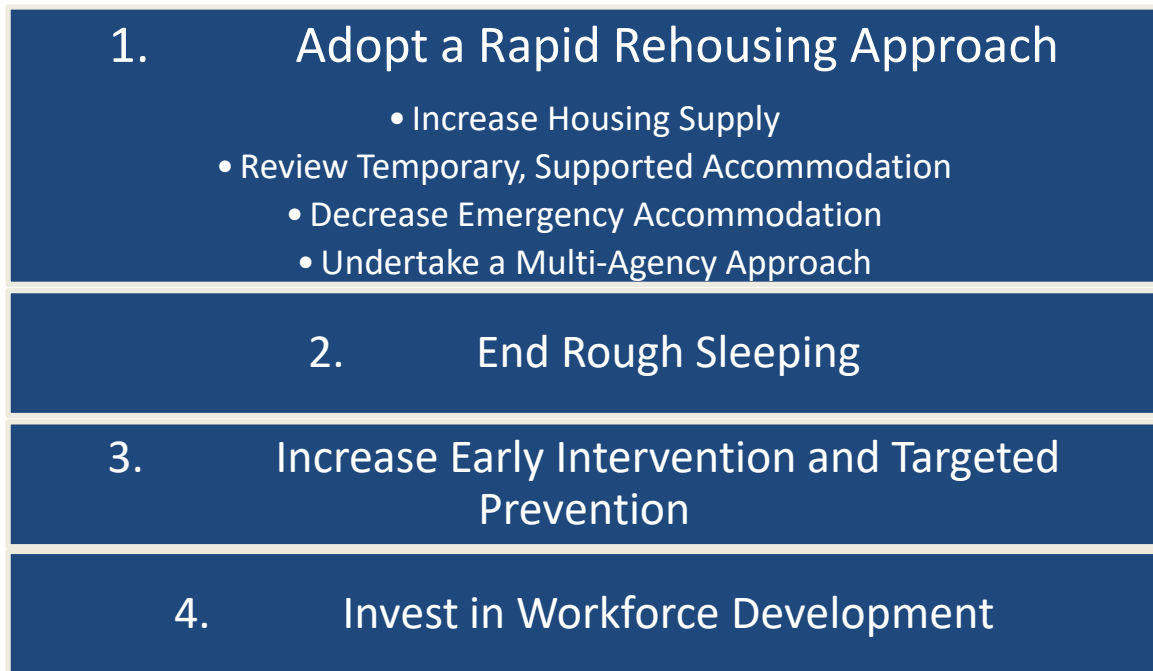 1. Adopt a Rapid Rehousing Approach
• Increase Housing Supply
• Review Temporary, Supported Accommodation
• Decrease Emergency Accommodation
• Undertake a Multi-Agency Approach
2. End Rough Sleeping
3. Increase Early Intervention and Targeted
Prevention
4. Invest in Workforce Development